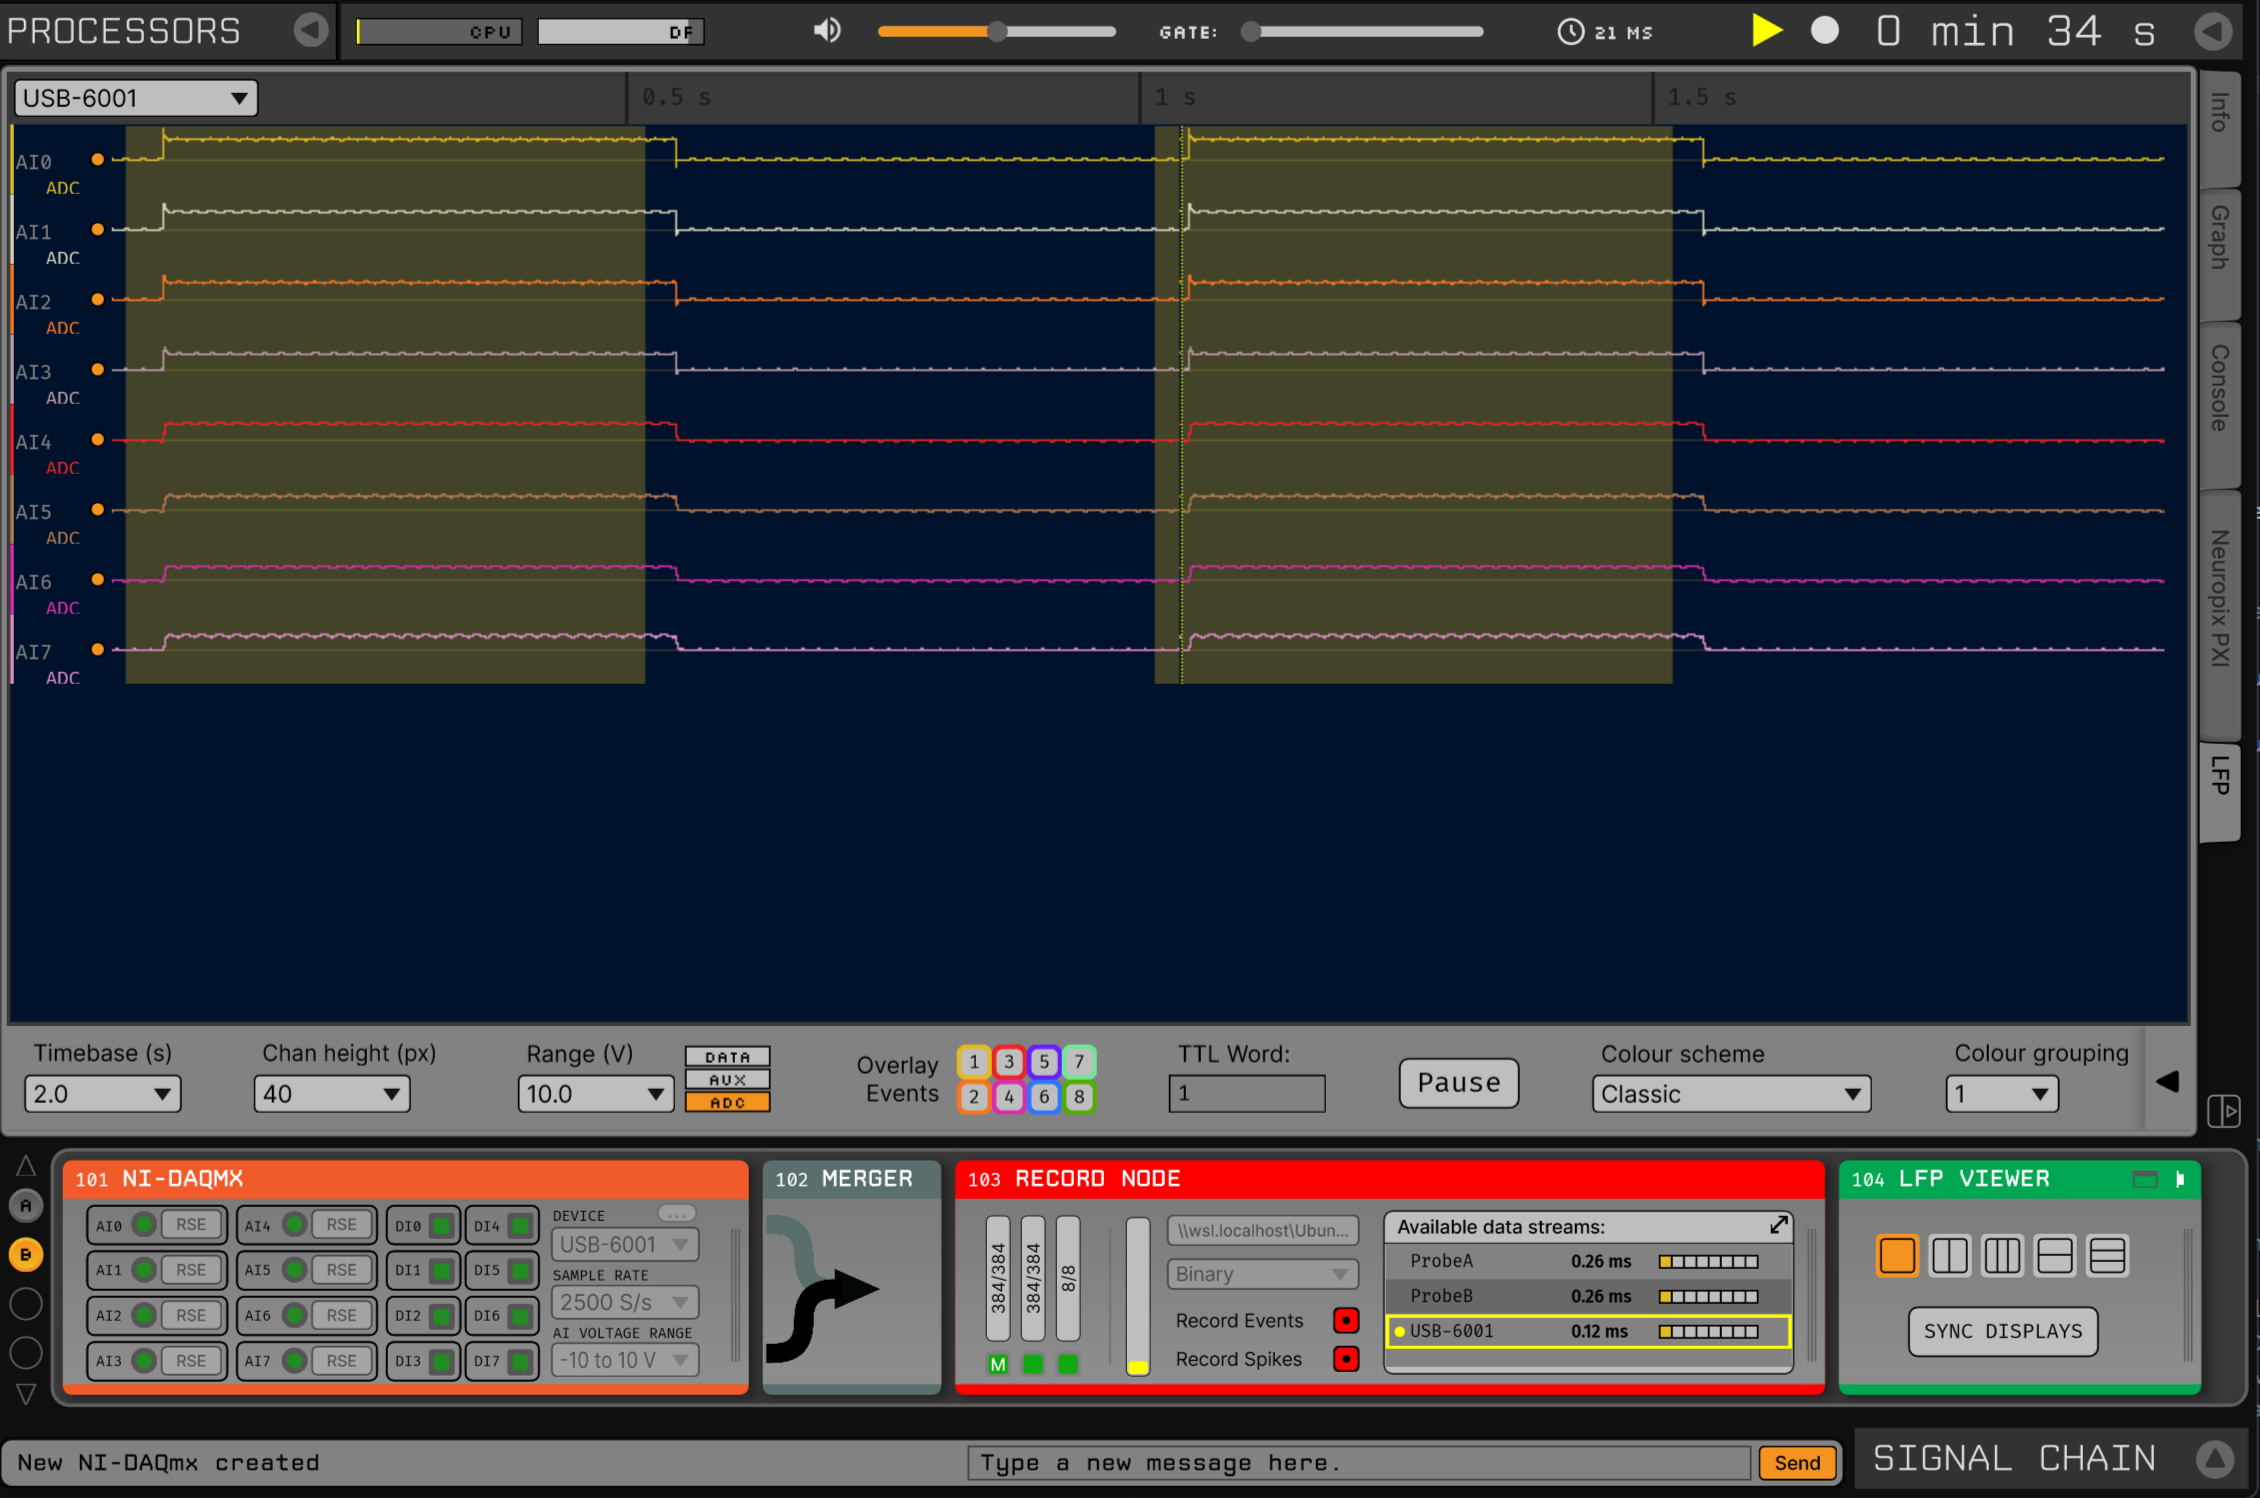 PROCESSORS
CPU
DF
GATE:
21 MS
0 min 34 s
USB-6001
0.5 s
1 s
1.5 s
AI0
ADC
AI1
ADC
AI2
ADC
AI3
ADC
AI4
ADC
AI5
ADC
AI6
ADC
AI7
ADC
Info
Graph
Console
Neuropix PXI
LFP
Timebase (s)
2.0
Chan height (px)
40
Range (V)
10.0
DATA
AUX
ADC
Overlay
Events
1 3 5 7
2 4 6 8
TTL Word:
1
Pause
Colour scheme
Classic
Colour grouping
1
A
B
101 NI-DAQMX
AI0 RSE AI4 RSE DI0 DI4
AI1 RSE AI5 RSE DI1 DI5
AI2 RSE AI6 RSE DI2 DI6
AI3 RSE AI7 RSE DI3 DI7
DEVICE
...
USB-6001
SAMPLE RATE
2500 S/s
AI VOLTAGE RANGE
-10 to 10 V
102 MERGER
103 RECORD NODE
384/384
384/384
8/8
M
\\wsl.localhost\Ubun...
Binary
Record Events
Record Spikes
Available data streams:
ProbeA 0.26 ms
ProbeB 0.26 ms
USB-6001 0.12 ms
104 LFP VIEWER
SYNC DISPLAYS
New NI-DAQmx created
Type a new message here.
Send
SIGNAL CHAIN